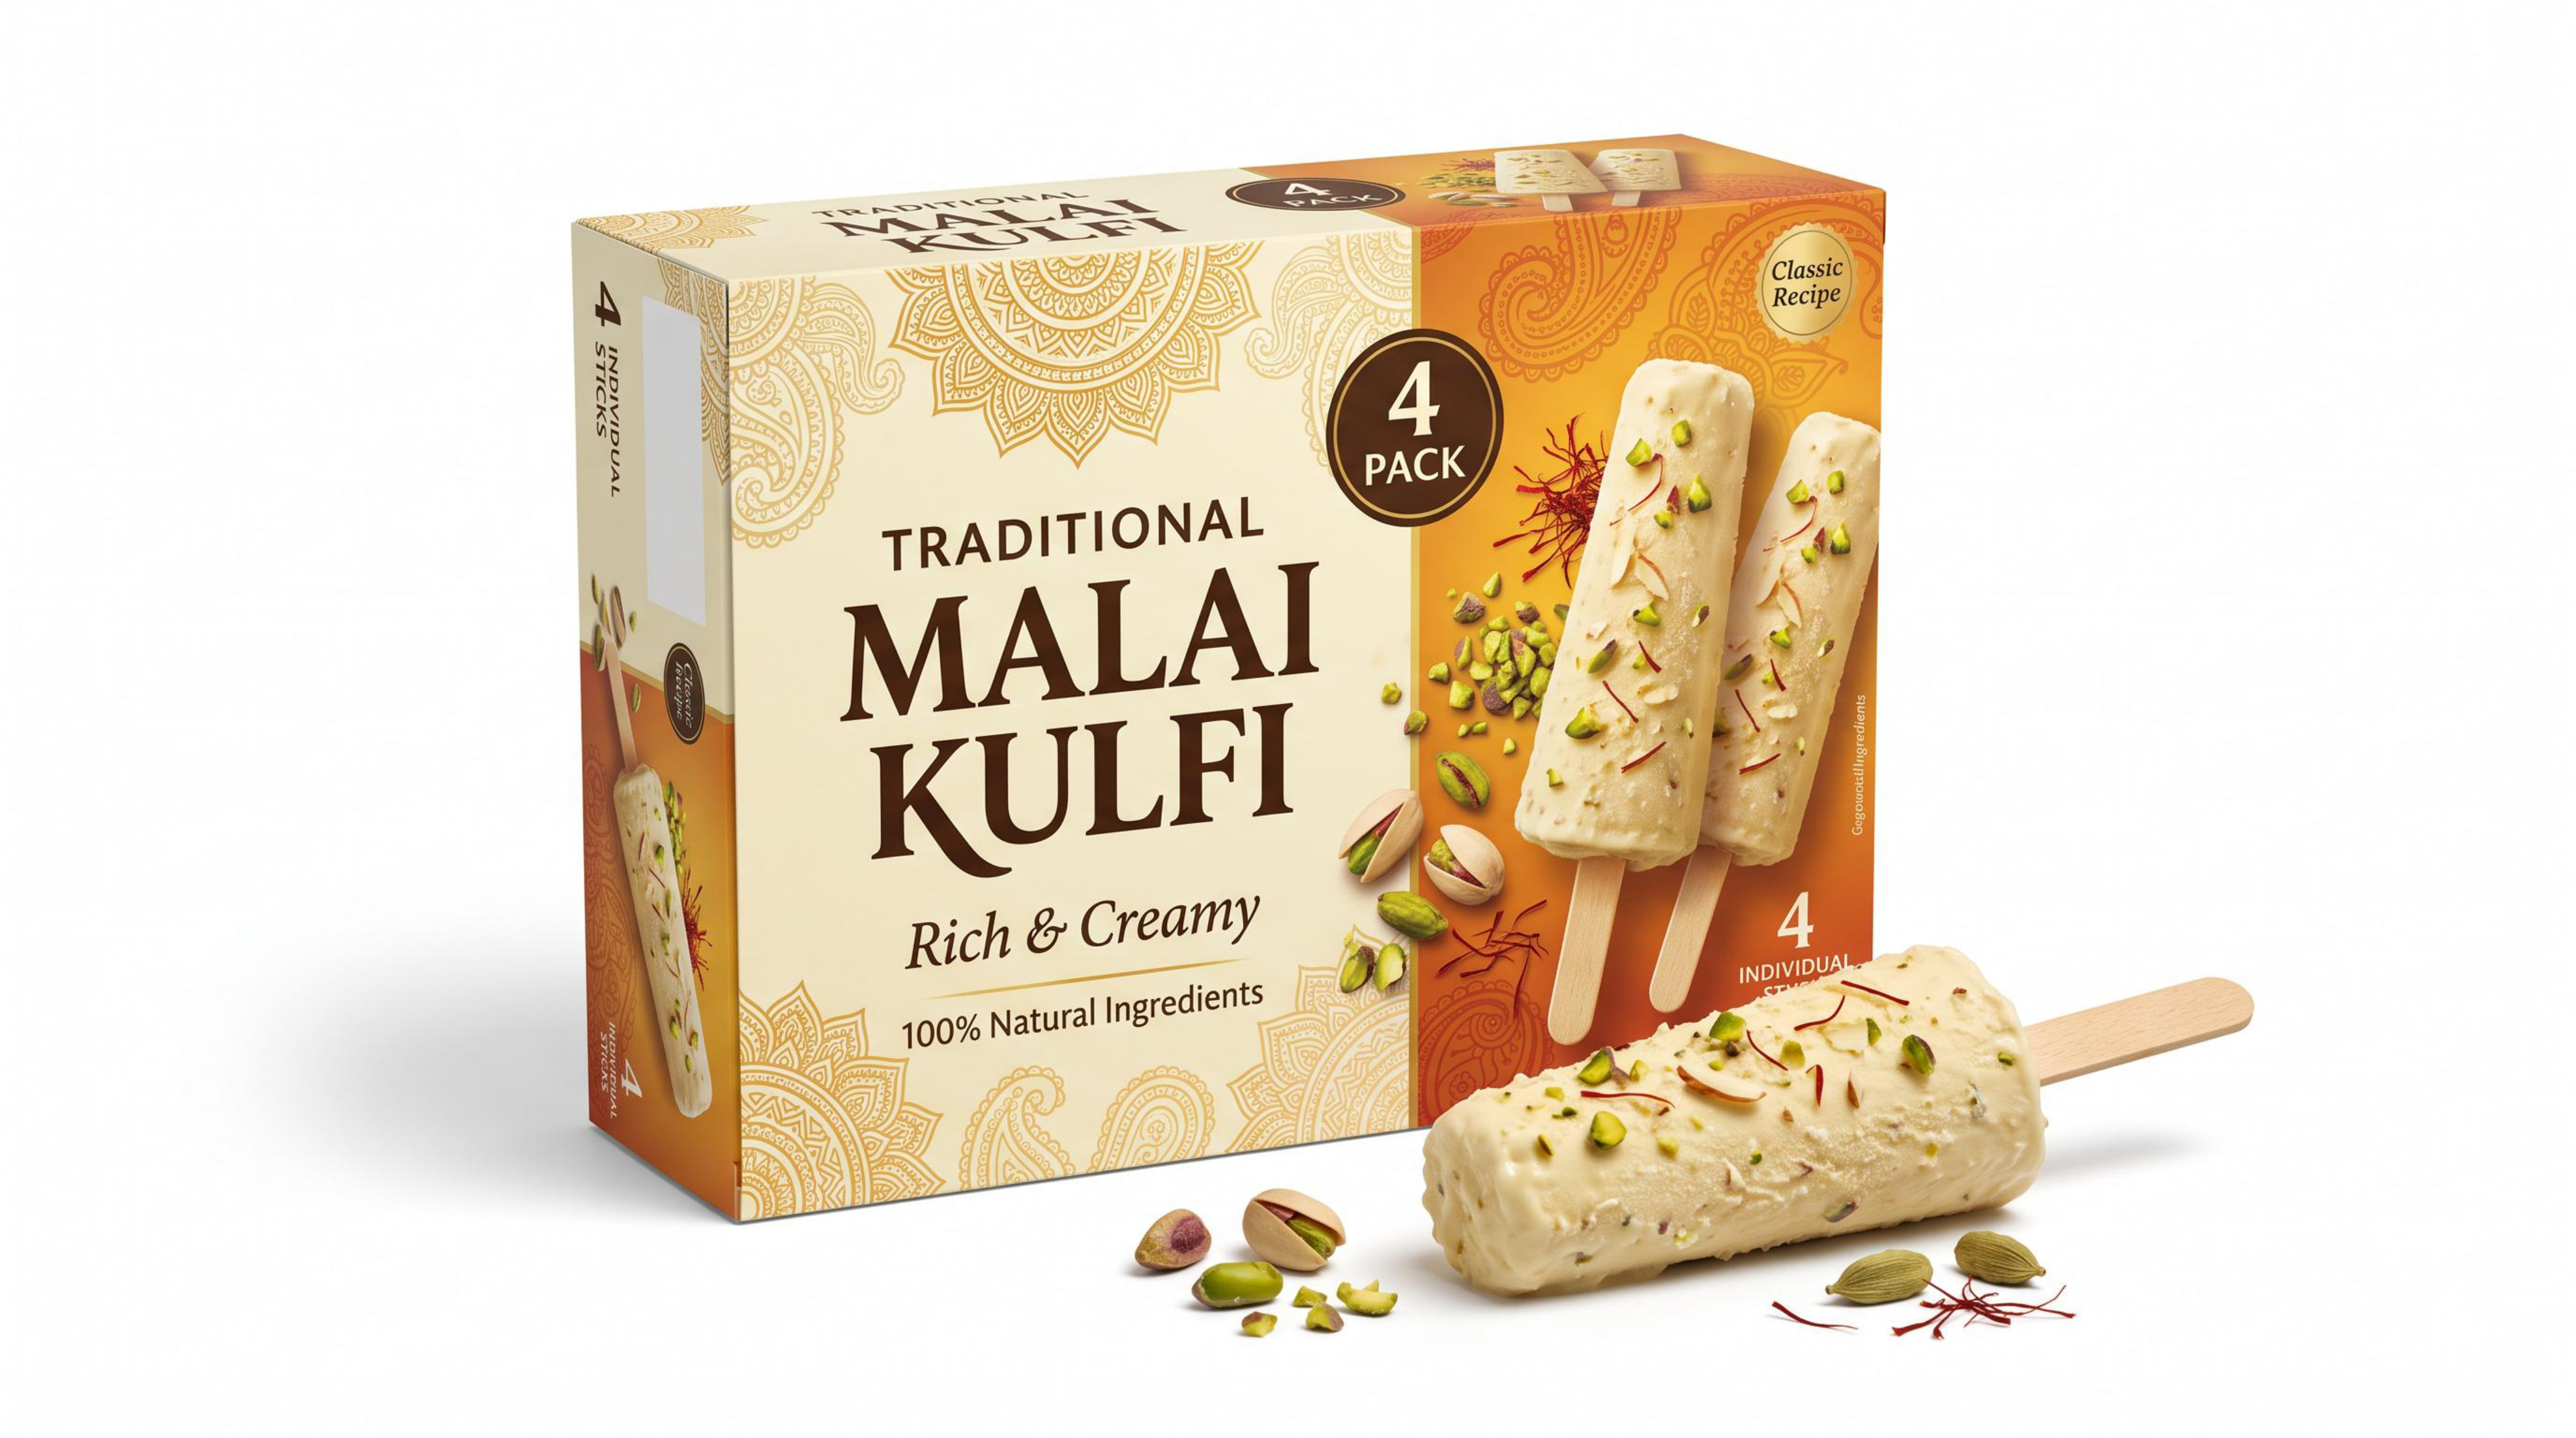 TRADITIONAL
MALAI
KULFI
4
PACK
Classic
Recipe
4
PACK
TRADITIONAL
MALAI
KULFI
Rich & Creamy
100% Natural Ingredients
4
INDIVIDUAL
4
INDIVIDUAL
STICKS
Classic
4
INDIVIDUAL
STICKS